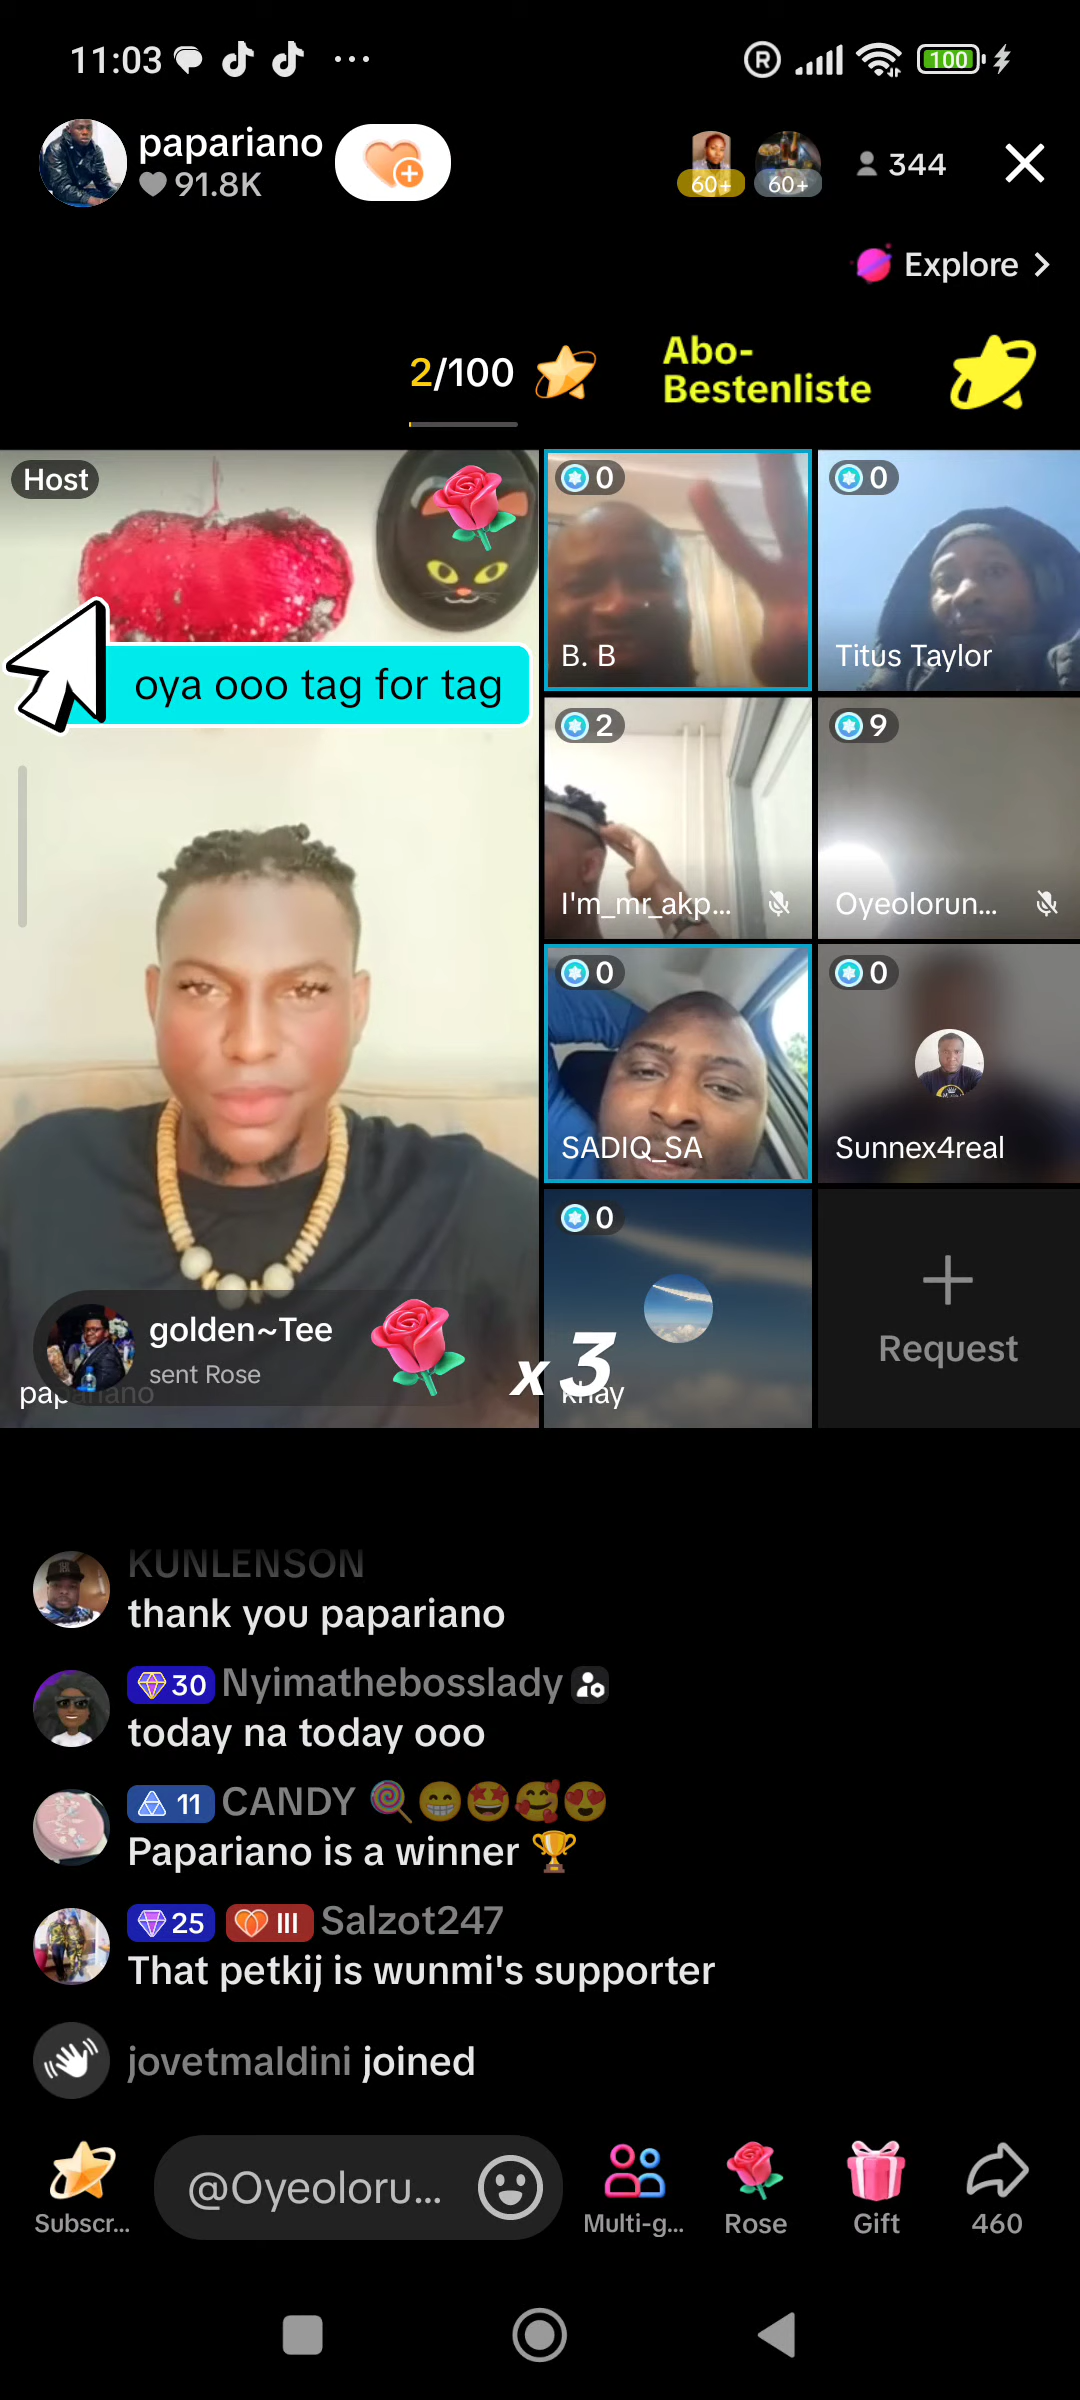 11:03
R
100
papariano
91.8K
60+
60+
344
Explore
2/100
Abo-
Bestenliste
Host
oya ooo tag for tag
0
B. B
0
Titus Taylor
2
I'm_mr_akp...
9
Oyeolorun...
0
SADIQ_SA
0
Sunnex4real
0
khay
Request
golden~Tee
sent Rose
x3
papariano
KUNLENSON
thank you papariano
30 Nyimathebosslady
today na today ooo
11 CANDY 🍭😁🤩🥰😍
Papariano is a winner 🏆
25 III Salzot247
That petkij is wunmi's supporter
jovetmaldini joined
Subscr...
@Oyeoloru...
Multi-g...
Rose
Gift
460